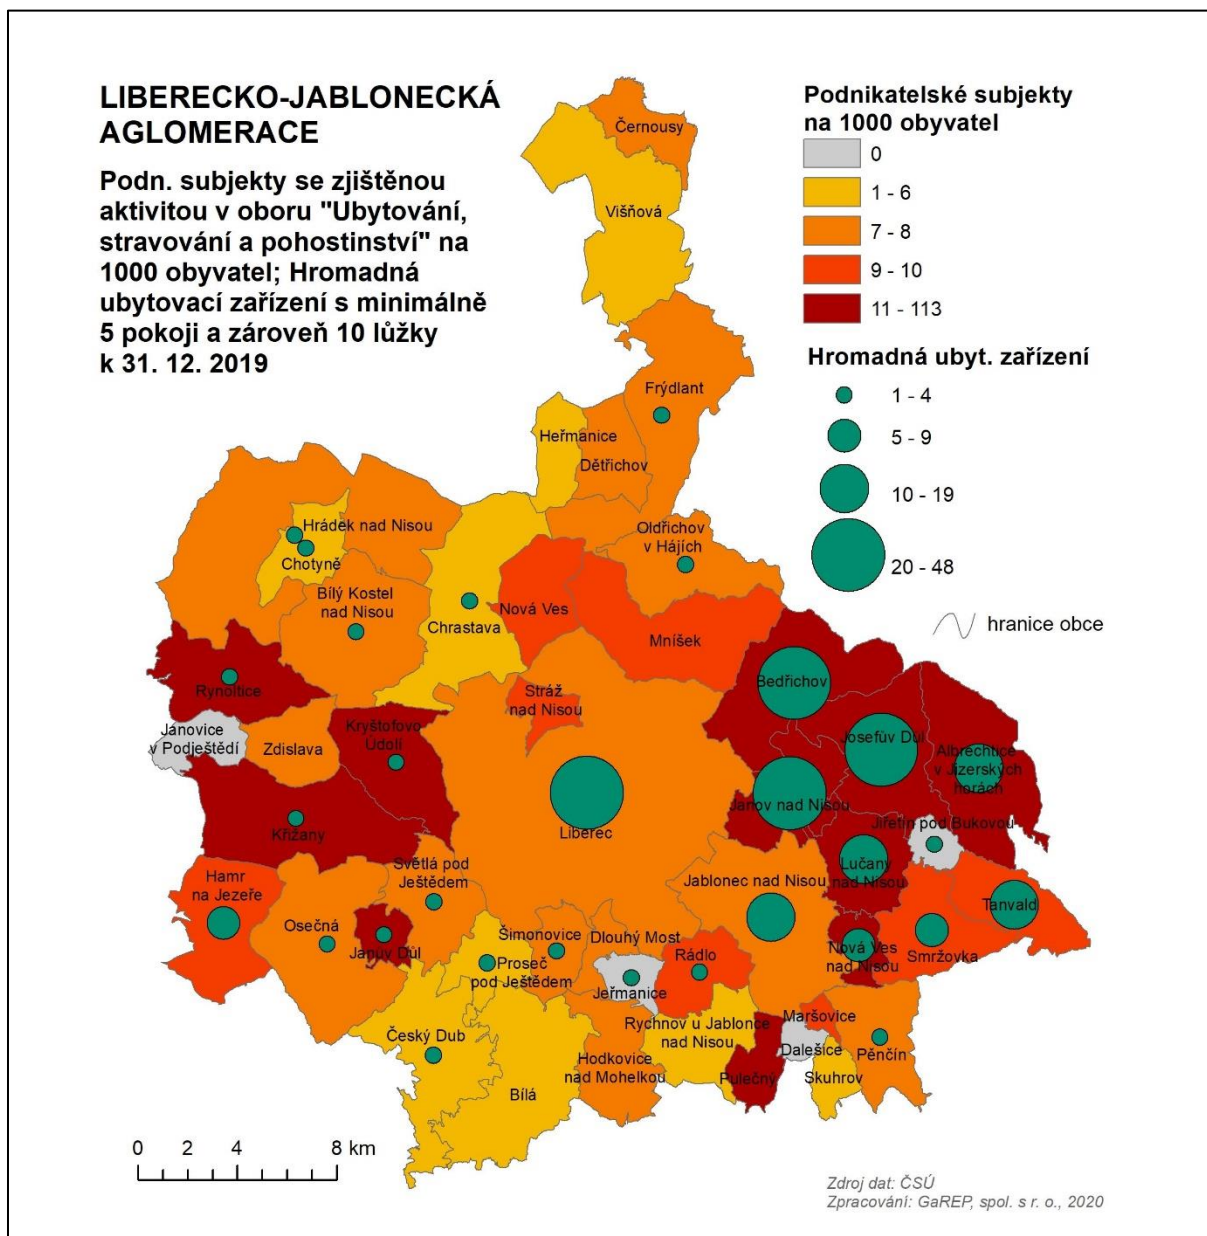 LIBERECKO-JABLONECKÁ
AGLOMERACE
Podn. subjekty se zjištěnou
aktivitou v oboru "Ubytování,
stravování a pohostinství" na
1000 obyvatel; Hromadná
ubytovací zařízení s minimálně
5 pokoji a zároveň 10 lůžky
k 31. 12. 2019
Podnikatelské subjekty
na 1000 obyvatel
0
1 - 6
7 - 8
9 - 10
11 - 113
Hromadná ubyt. zařízení
1 - 4
5 - 9
10 - 19
20 - 48
hranice obce
Černousy
Višňová
Frýdlant
Heřmanice
Dětřichov
Hrádek nad Nisou
Chotyně
Oldřichov
v Hájích
Bílý Kostel
nad Nisou
Chrastava
Nová Ves
Mníšek
Rynoltice
Bedřichov
Stráž
nad Nisou
Kryštofovo
Údolí
Janovice
v Podještědí
Zdislava
Josefův Důl
Albrechtice
v Jizerských
horách
Janov nad Nisou
Křižany
Liberec
Jiřetín pod Bukovou
Lučany
nad Nisou
Hamr
na Jezeře
Světlá pod
Ještědem
Jablonec nad Nisou
Tanvald
Osečná
Janův Důl
Šimonovice
Dlouhý Most
Proseč
pod Ještědem
Rádlo
Nová Ves
nad Nisou
Smržovka
Jeřmanice
Český Dub
Rychnov u Jablonce
nad Nisou
Maršovice
Dalešice
Pěnčín
Hodkovice
nad Mohelkou
Pulečný
Skuhrov
Bílá
0 2 4 8 km
Zdroj dat: ČSÚ
Zpracování: GaREP, spol. s r. o., 2020